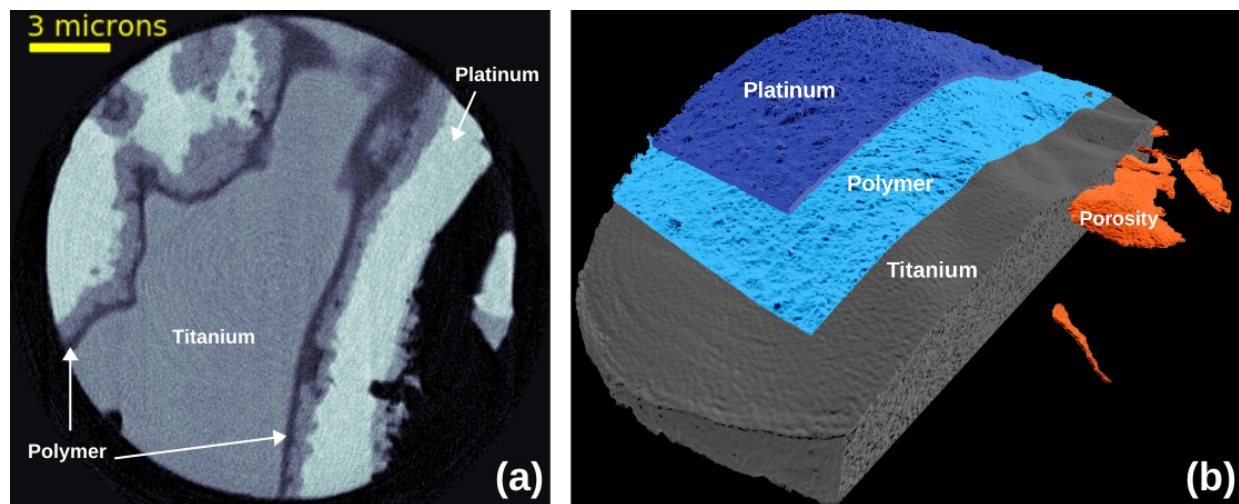 3 microns
Platinum
Titanium
Polymer
(a)
Platinum
Polymer
Porosity
Titanium
(b)